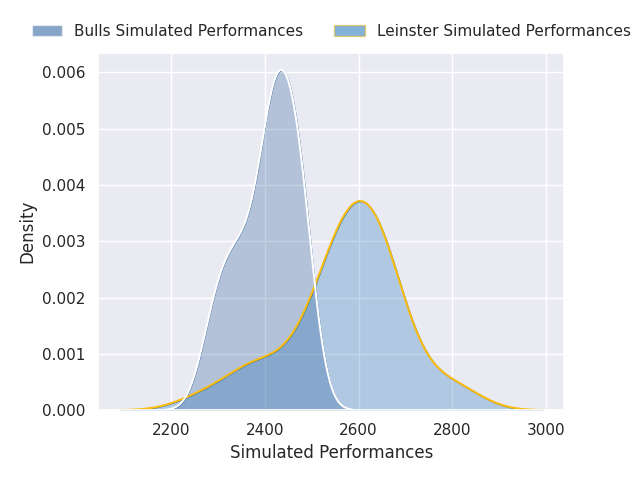 Bulls Simulated Performances
Leinster Simulated Performances
0.006
0.005
0.004
0.003
0.002
0.001
0.000
Density
2200 2400 2600 2800 3000
Simulated Performances